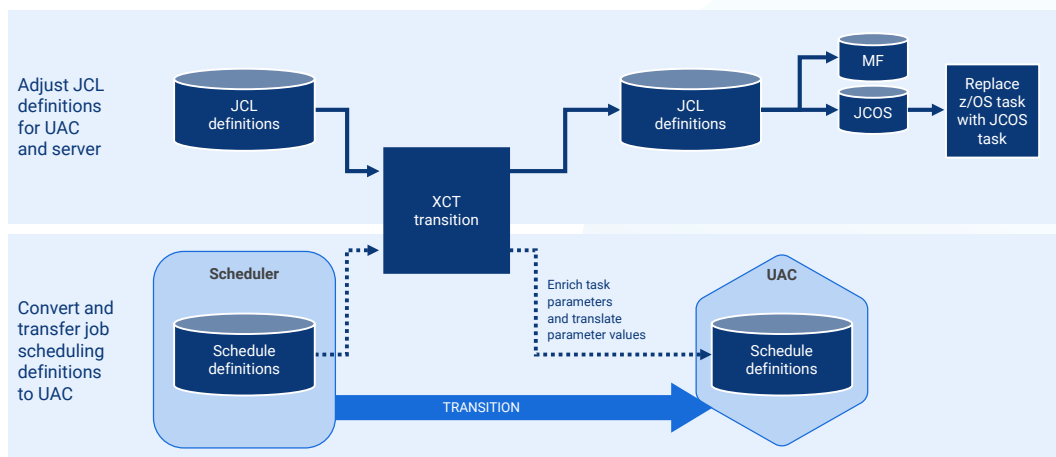 Adjust JCL
definitions
for UAC
and server
JCL
definitions
XCT
transition
JCL
definitions
MF
JCOS
Replace
z/OS task
with JCOS
task
Convert and
transfer job
scheduling
definitions
to UAC
Scheduler
Schedule
definitions
Enrich task
parameters
and translate
parameter values
UAC
Schedule
definitions
TRANSITION